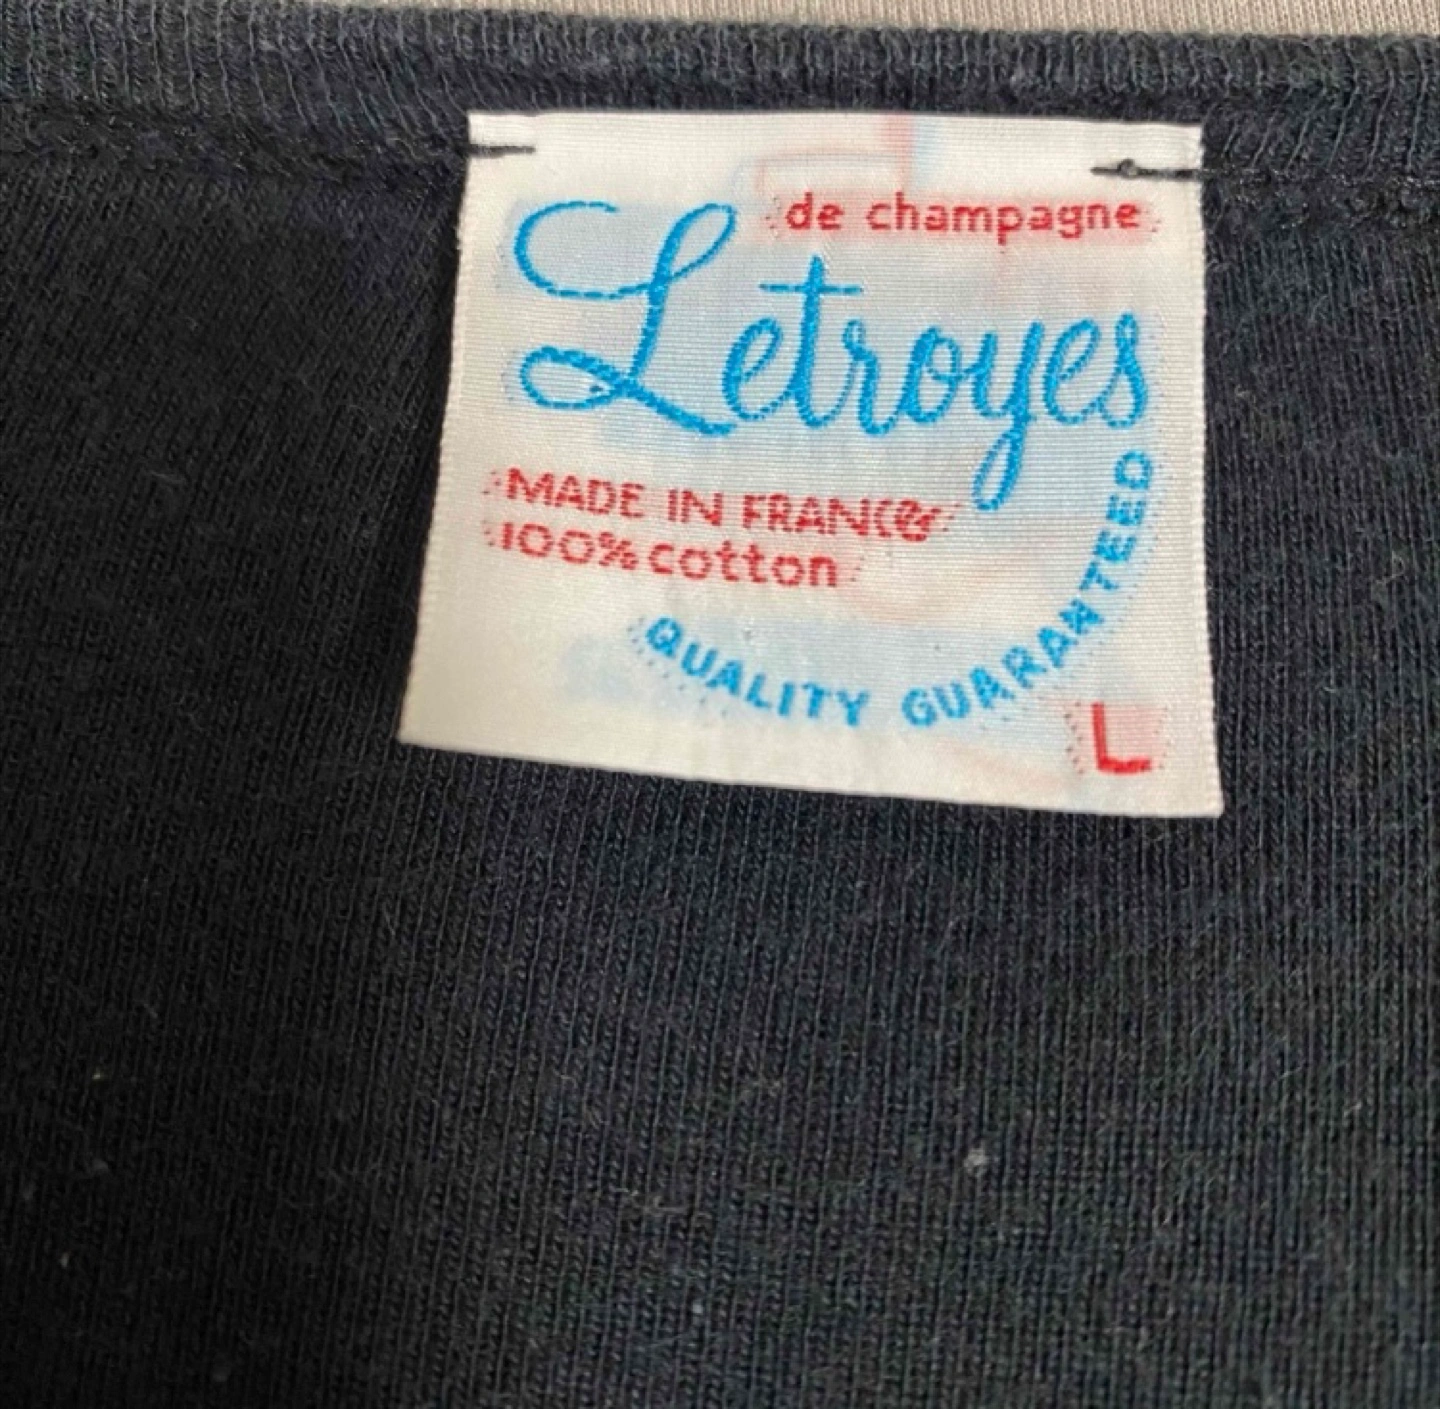 de champagne
Letroyes
MADE IN FRANCe
100% cotton
QUALITY GUARANTEED
L